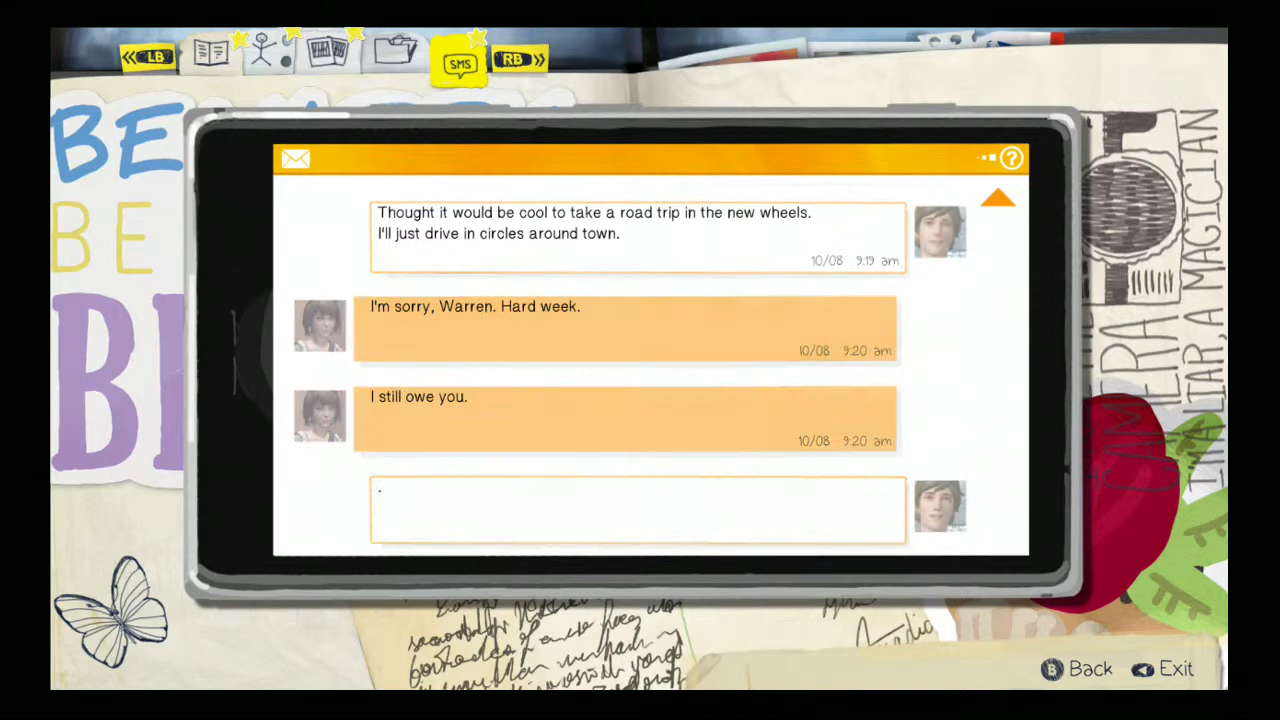 LB
SMS
RB
BE
BE
B
Thought it would be cool to take a road trip in the new wheels.
I'll just drive in circles around town.
10/08 9:19 am
I'm sorry, Warren. Hard week.
10/08 9:20 am
I still owe you.
10/08 9:20 am
.
CAMERA
LIAR, A MAGICIAN
B Back
Exit